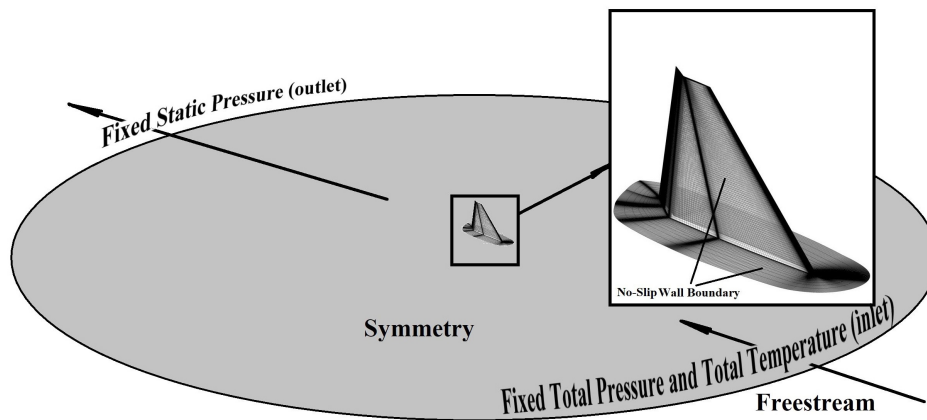 Fixed Static Pressure (outlet)
No-Slip Wall Boundary
Symmetry
Fixed Total Pressure and Total Temperature (inlet)
Freestream